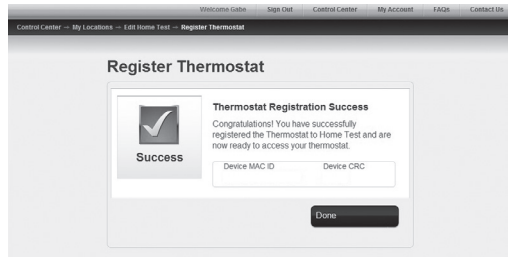 Welcome Gabe Sign Out Control Center My Account FAQs Contact Us
Control Center → My Locations → Edit Home Test → Register Thermostat
Register Thermostat
Thermostat Registration Success
Congratulations! You have successfully
registered the Thermostat to Home Test and are
now ready to access your thermostat.
Success
Device MAC ID Device CRC
Done